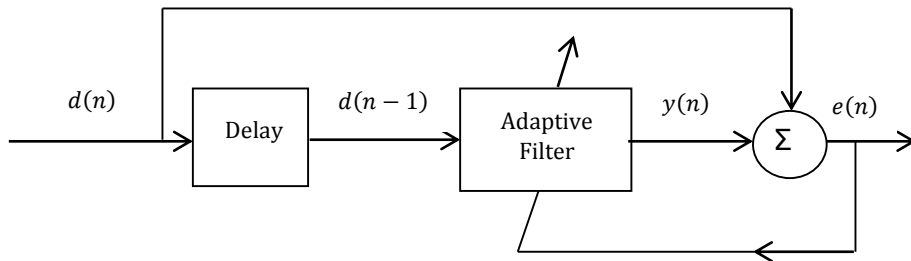 d(n)
Delay
d(n − 1)
Adaptive
Filter
y(n)
Σ
e(n)